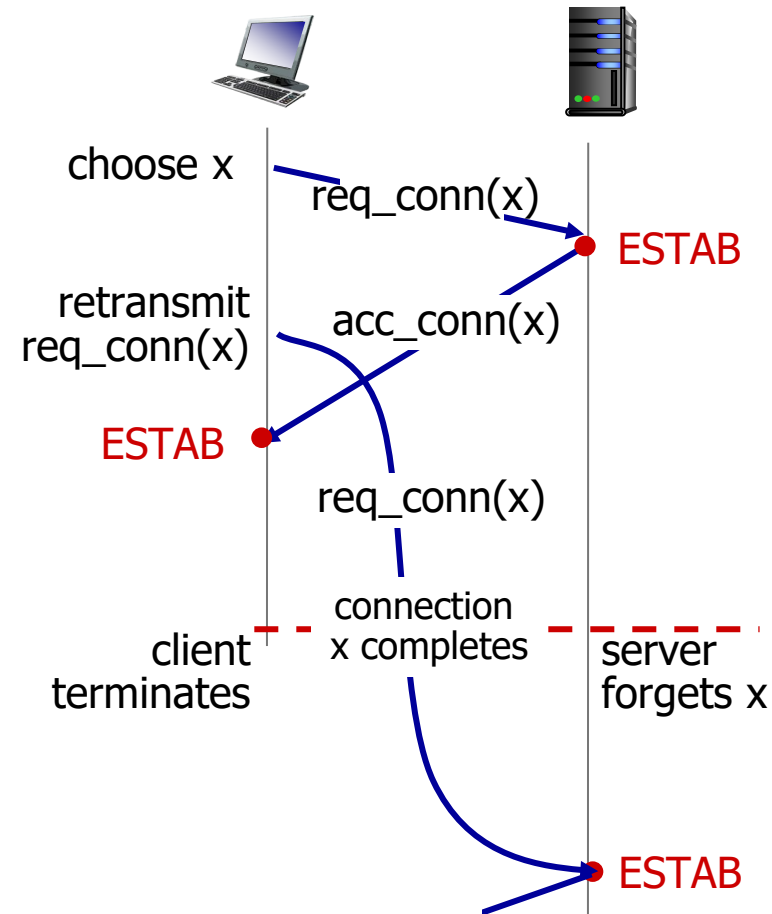 choose x
req_conn(x)
ESTAB
retransmit
req_conn(x)
acc_conn(x)
ESTAB
req_conn(x)
connection
x completes
client
terminates
server
forgets x
ESTAB